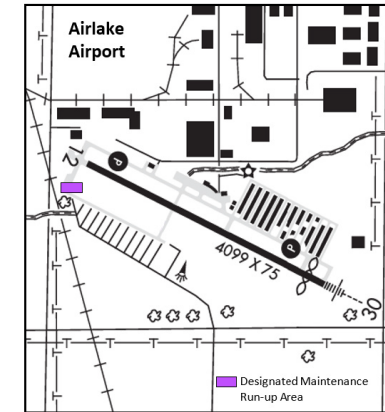 Airlake
Airport
12
P
P
4099 X 75
30
Designated Maintenance
Run-up Area